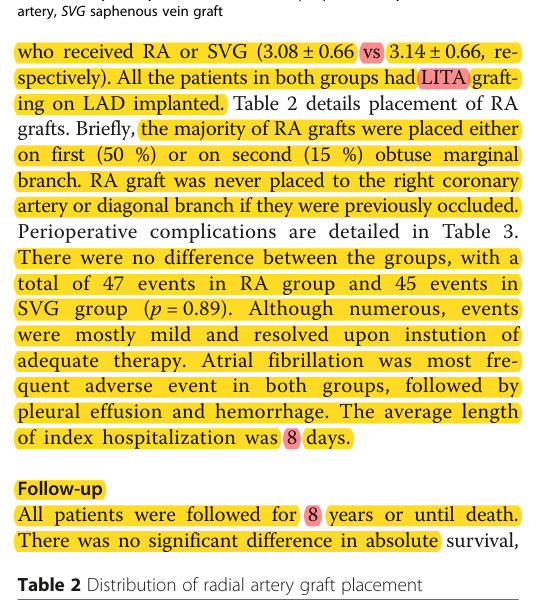 artery, SVG saphenous vein graft
who received RA or SVG (3.08 ± 0.66 vs 3.14 ± 0.66, re-
spectively). All the patients in both groups had LITA graft-
ing on LAD implanted. Table 2 details placement of RA
grafts. Briefly, the majority of RA grafts were placed either
on first (50 %) or on second (15 %) obtuse marginal
branch. RA graft was never placed to the right coronary
artery or diagonal branch if they were previously occluded.
Perioperative complications are detailed in Table 3.
There were no difference between the groups, with a
total of 47 events in RA group and 45 events in
SVG group (p = 0.89). Although numerous, events
were mostly mild and resolved upon instution of
adequate therapy. Atrial fibrillation was most fre-
quent adverse event in both groups, followed by
pleural effusion and hemorrhage. The average length
of index hospitalization was 8 days.
Follow-up
All patients were followed for 8 years or until death.
There was no significant difference in absolute survival,
Table 2 Distribution of radial artery graft placement